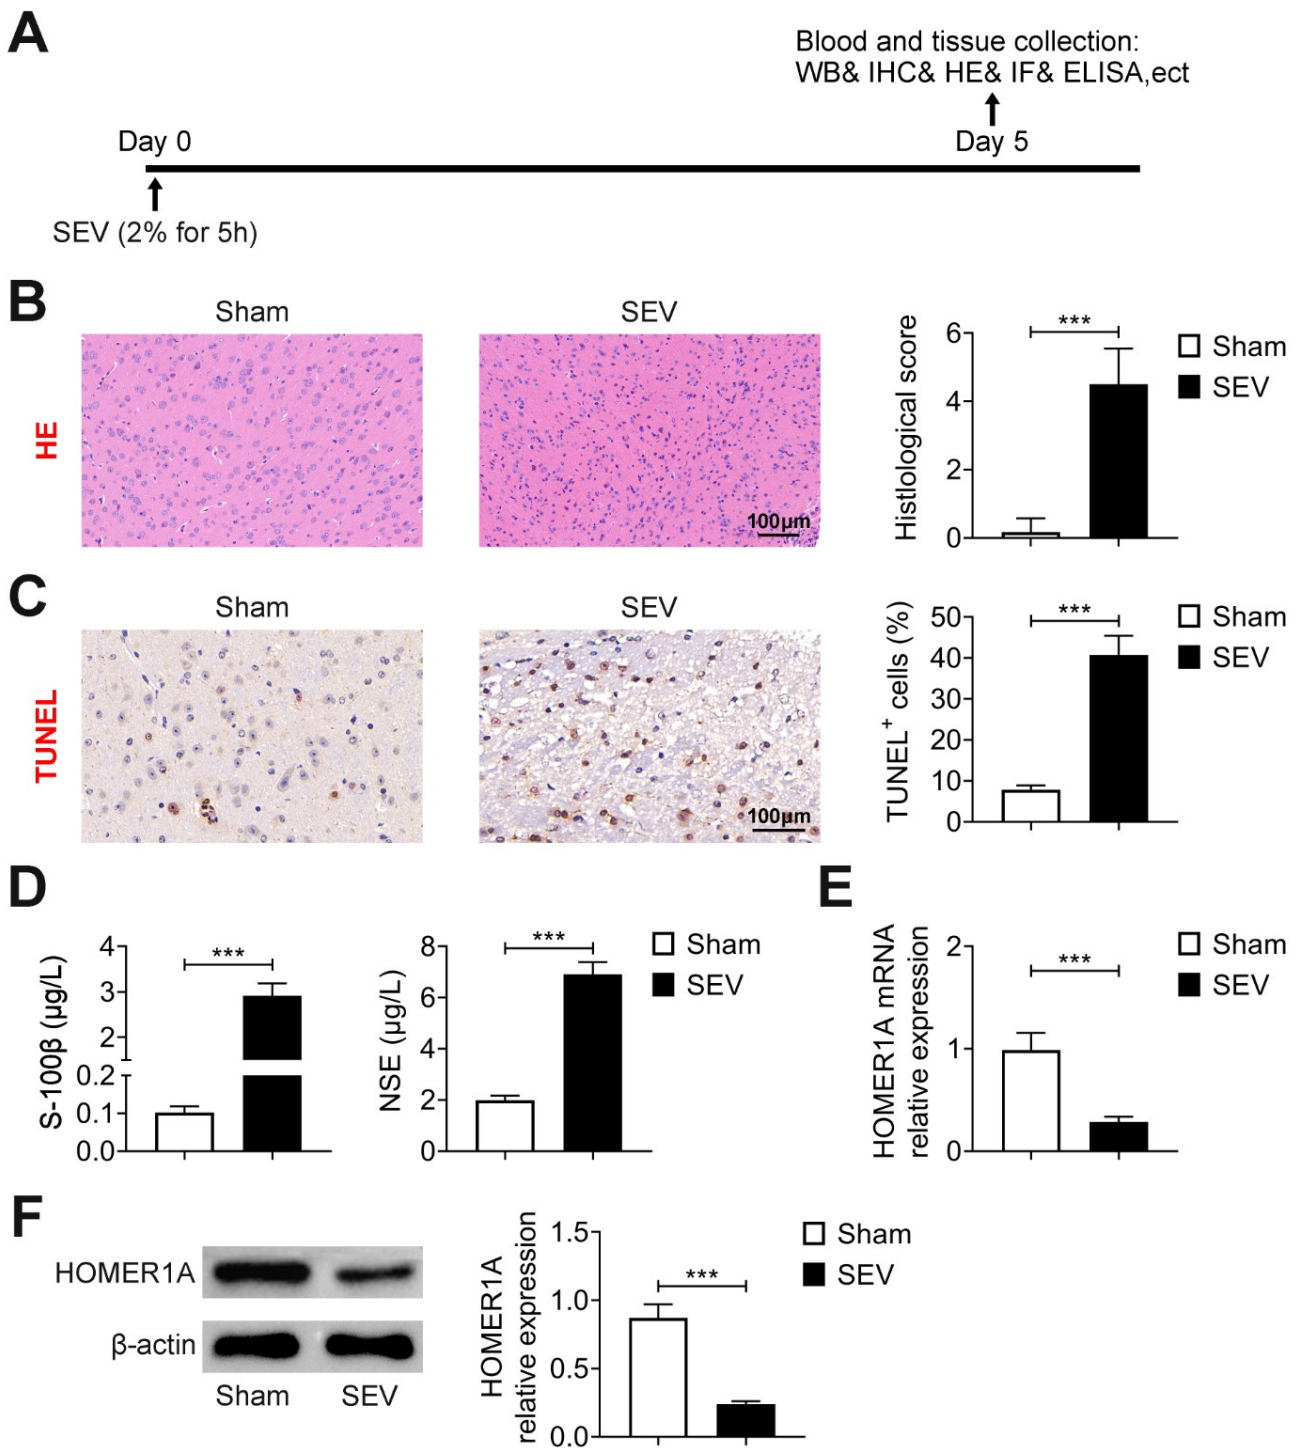 A
Blood and tissue collection:
WB& IHC& HE& IF& ELISA,ect
Day 0
Day 5
SEV (2% for 5h)
B
Sham
SEV
HE
100μm
Histlological score
6
4
2
0
***
Sham
SEV
C
Sham
SEV
TUNEL
100μm
TUNEL+ cells (%)
50
40
30
20
10
0
***
Sham
SEV
D
S-100β (μg/L)
4
3
2
0.2
0.1
0.0
***
NSE (μg/L)
8
6
4
2
0
***
Sham
SEV
E
HOMER1A mRNA
relative expression
2
1
0
***
Sham
SEV
F
HOMER1A
β-actin
Sham
SEV
HOMER1A
relative expression
1.5
1.0
0.5
0.0
***
Sham
SEV